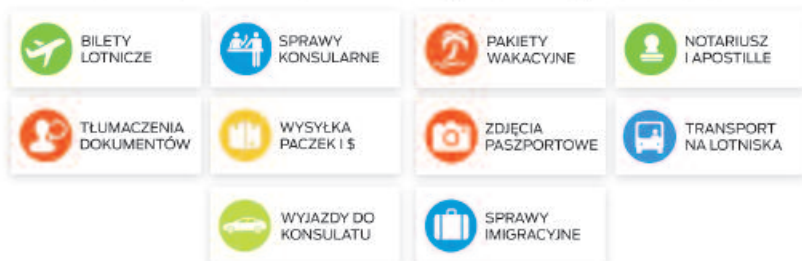 BILETY
LOTNICZE
SPRAWY
KONSULARNE
PAKIETY
WAKACYJNE
NOTARIUSZ
I APOSTILLE
TŁUMACZENIA
DOKUMENTÓW
WYSYŁKA
PACZEK I $
ZDJĘCIA
PASZPORTOWE
TRANSPORT
NA LOTNISKA
WYJAZDY DO
KONSULATU
SPRAWY
IMIGRACYJNE